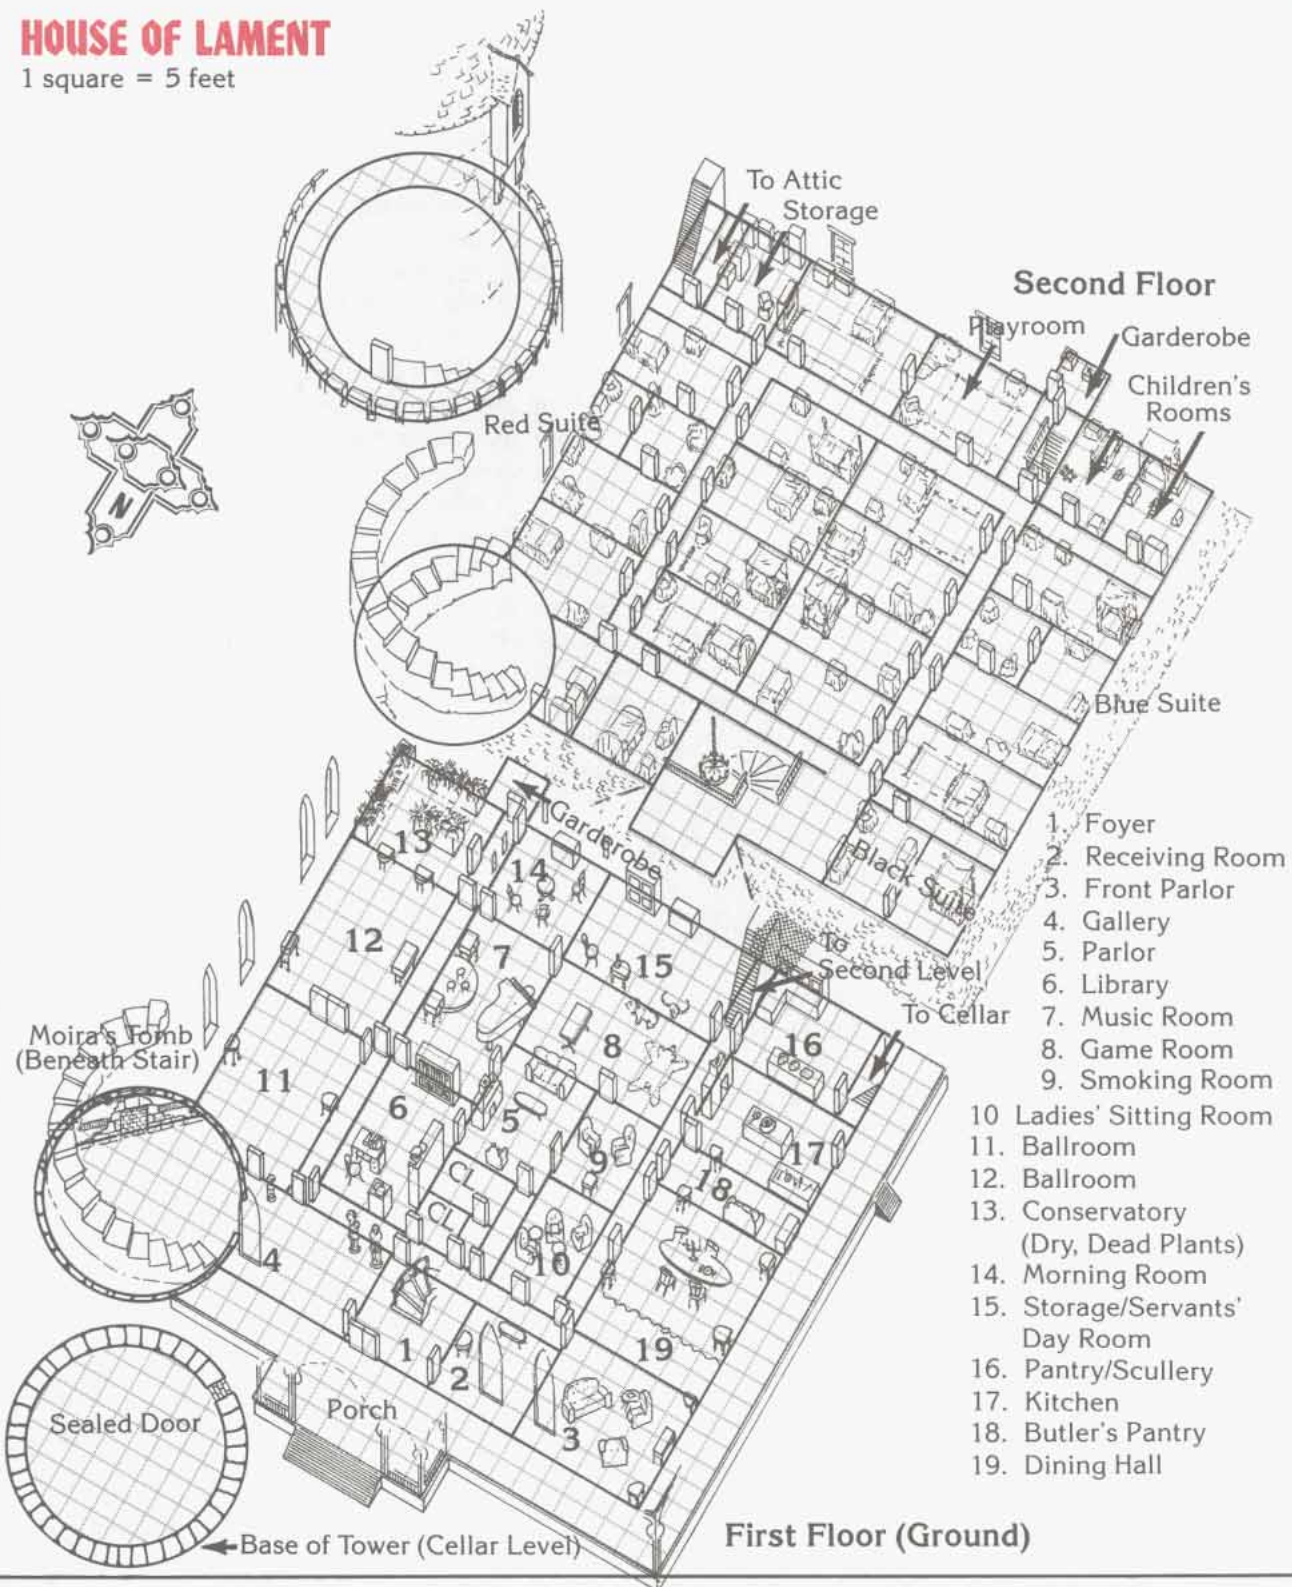 HOUSE OF LAMENT
1 square = 5 feet
To Attic
Storage
Second Floor
Playroom
Garderobe
Children's
Rooms
Red Suite
N
Blue Suite
Garderobe
Black Suite
To
Second Level
To Cellar
Moira's Tomb
(Beneath Stair)
13
14
12
7
15
16
8
11
6
5
17
9
18
CL
CL
10
4
1
2
19
3
Porch
Sealed Door
Base of Tower (Cellar Level)
First Floor (Ground)
1. Foyer
2. Receiving Room
3. Front Parlor
4. Gallery
5. Parlor
6. Library
7. Music Room
8. Game Room
9. Smoking Room
10 Ladies' Sitting Room
11. Ballroom
12. Ballroom
13. Conservatory
(Dry, Dead Plants)
14. Morning Room
15. Storage/Servants'
Day Room
16. Pantry/Scullery
17. Kitchen
18. Butler's Pantry
19. Dining Hall